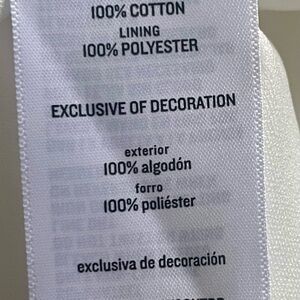 100% COTTON
LINING
100% POLYESTER
EXCLUSIVE OF DECORATION
exterior
100% algodón
forro
100% poliéster
exclusiva de decoración